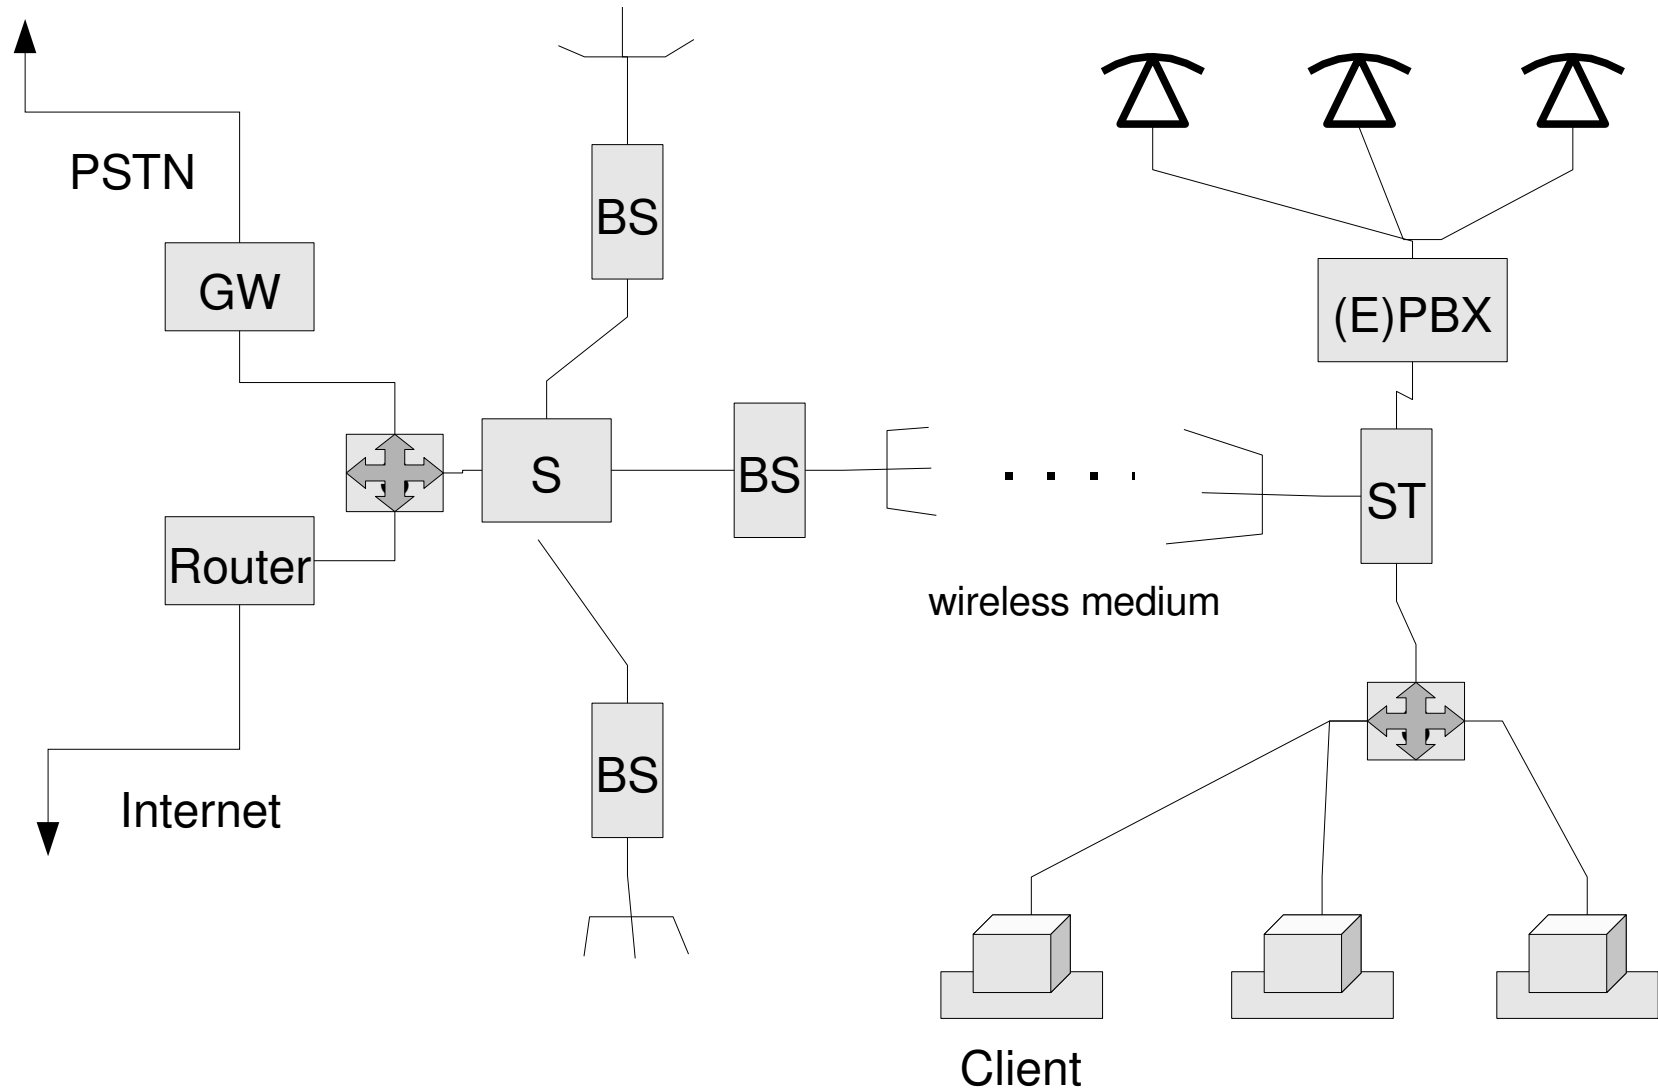 PSTN
BS
GW
(E)PBX
S
BS
ST
Router
wireless medium
BS
Internet
Client